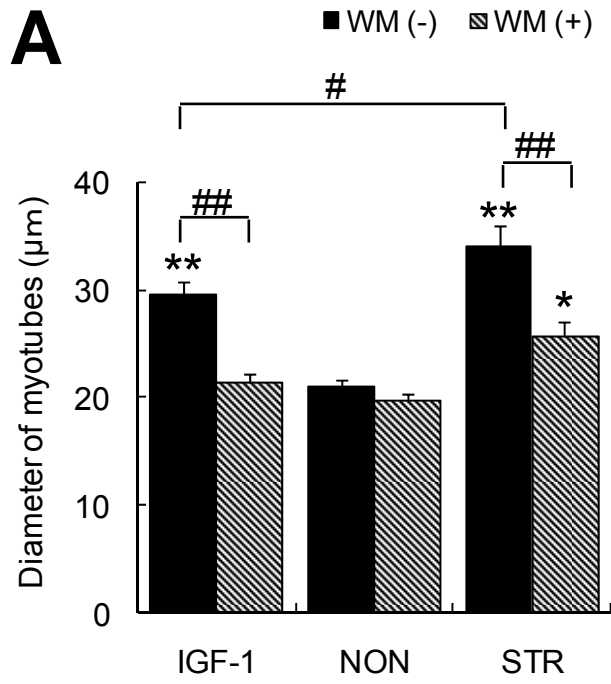 A
WM (-) WM (+)
#
##
##
**
**
*
Diameter of myotubes (μm)
40
30
20
10
0
IGF-1 NON STR